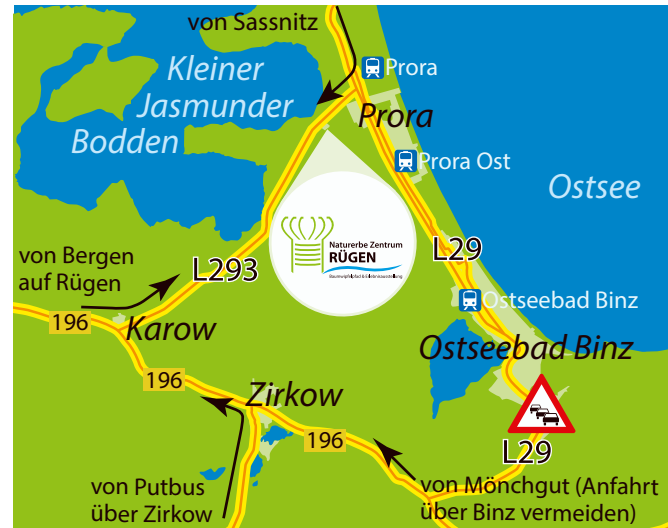 von Sassnitz
Kleiner
Jasmunder
Bodden
Prora
Prora
Prora Ost
Ostsee
Naturerbe Zentrum
RÜGEN
Baumwipfelpfad & Erlebnisausstellung
von Bergen
auf Rügen
L293
L29
196
Karow
Ostseebad Binz
Ostseebad Binz
196
Zirkow
196
L29
von Putbus
über Zirkow
von Mönchgut (Anfahrt
über Binz vermeiden)